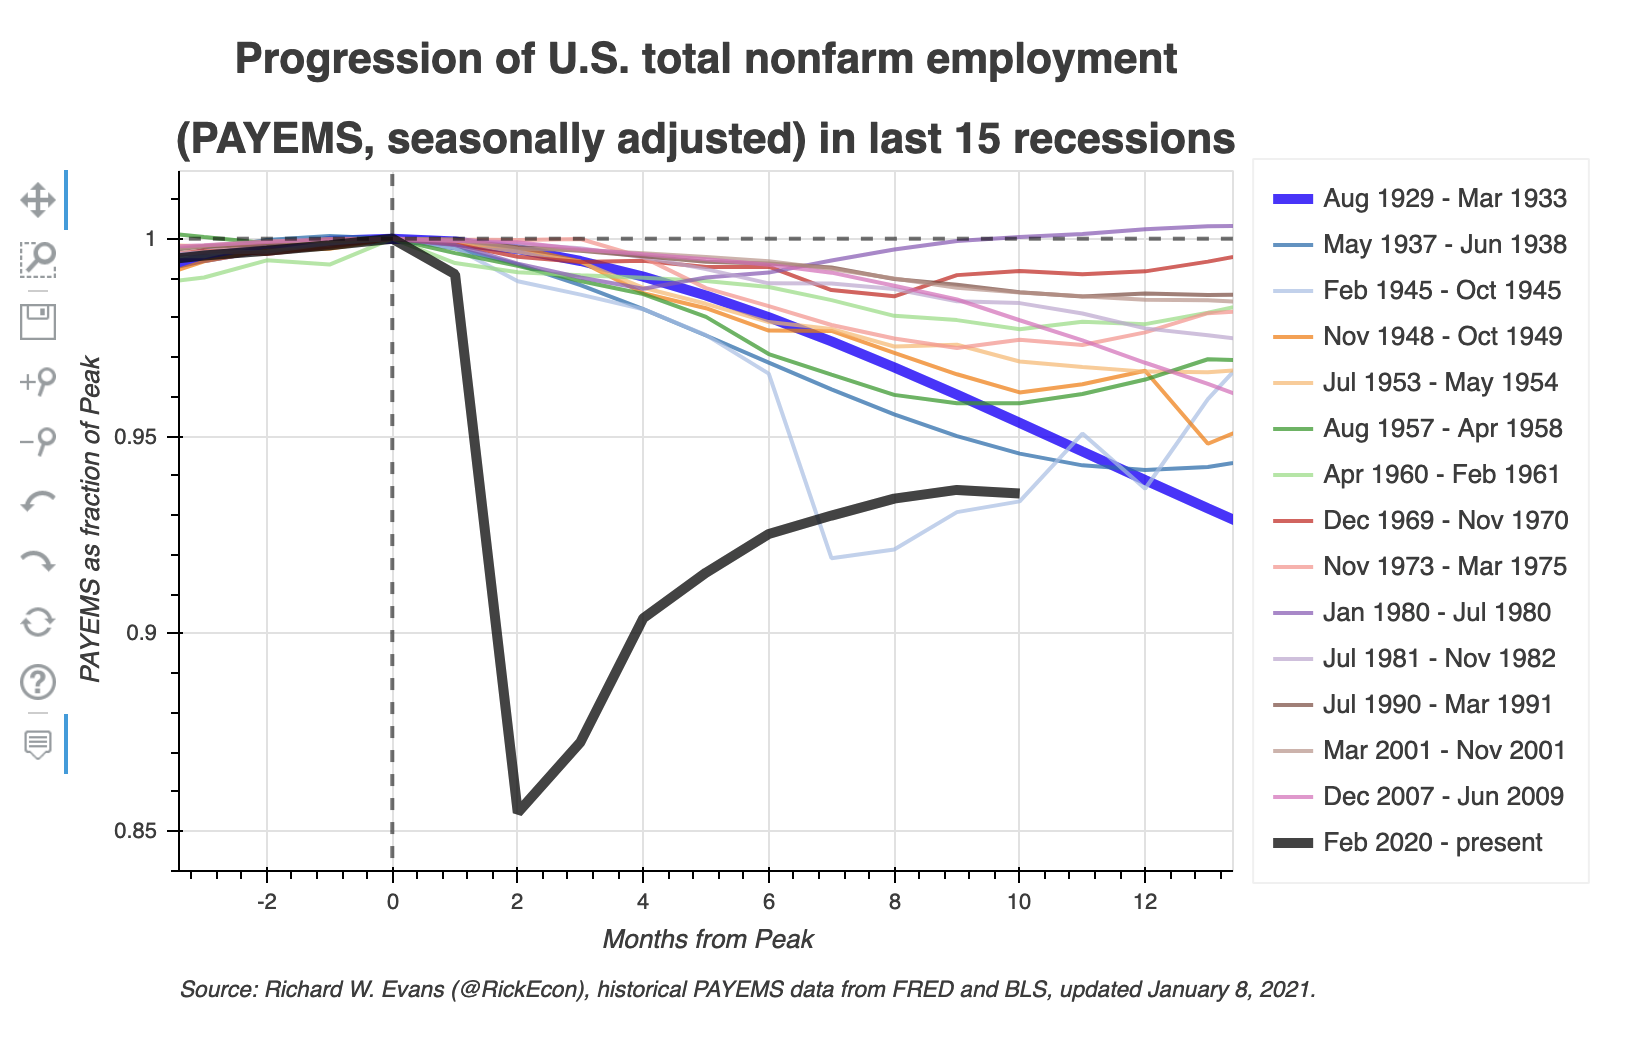 Progression of U.S. total nonfarm employment
(PAYEMS, seasonally adjusted) in last 15 recessions
PAYEMS as fraction of Peak
1
0.95
0.9
0.85
-2 0 2 4 6 8 10 12
Months from Peak
Aug 1929 - Mar 1933
May 1937 - Jun 1938
Feb 1945 - Oct 1945
Nov 1948 - Oct 1949
Jul 1953 - May 1954
Aug 1957 - Apr 1958
Apr 1960 - Feb 1961
Dec 1969 - Nov 1970
Nov 1973 - Mar 1975
Jan 1980 - Jul 1980
Jul 1981 - Nov 1982
Jul 1990 - Mar 1991
Mar 2001 - Nov 2001
Dec 2007 - Jun 2009
Feb 2020 - present
Source: Richard W. Evans (@RickEcon), historical PAYEMS data from FRED and BLS, updated January 8, 2021.